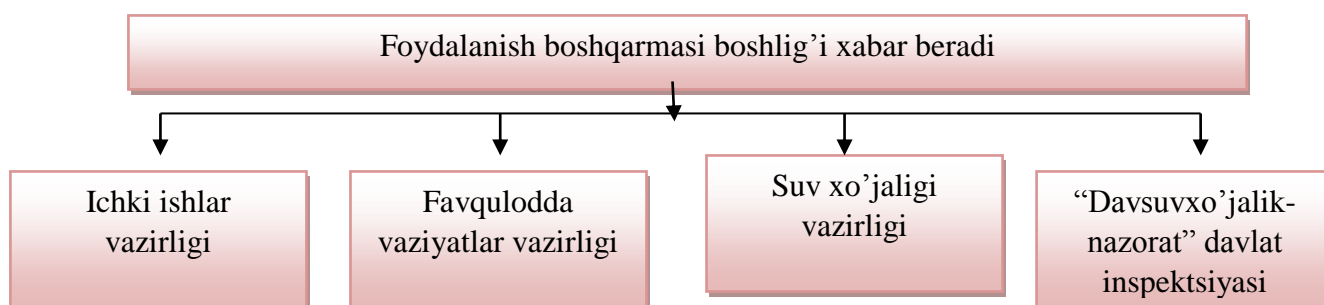 Foydalanish boshqarmasi boshlig’i xabar beradi
Ichki ishlar
vazirligi
Favqulodda
vaziyatlar vazirligi
Suv xo’jaligi
vazirligi
“Davsuvxo’jalik-
nazorat” davlat
inspektsiyasi